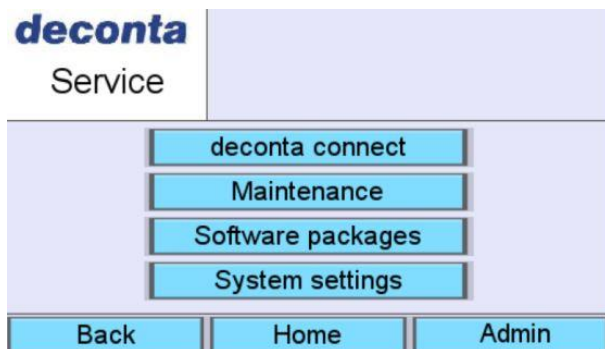 deconta
Service
deconta connect
Maintenance
Software packages
System settings
Back Home Admin